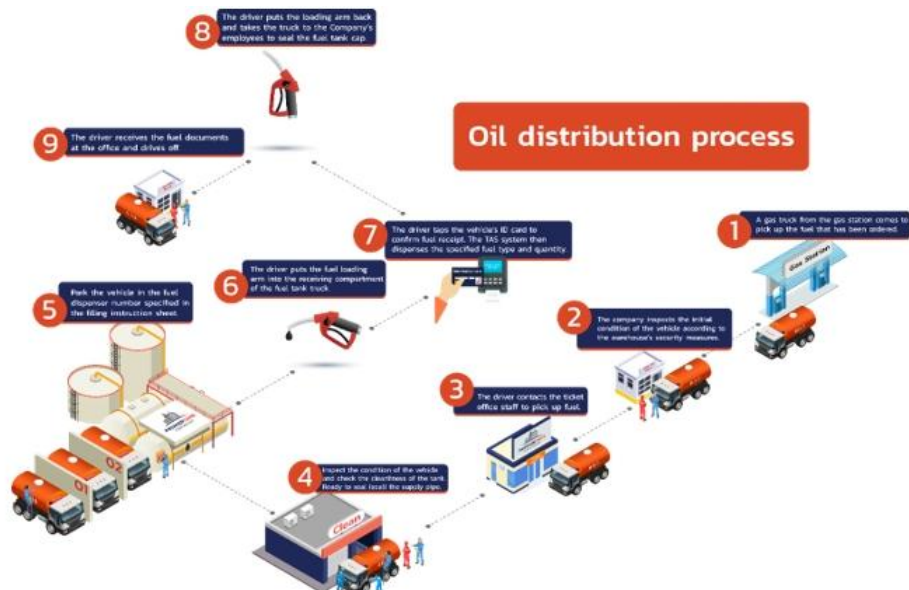 8
The driver puts the loading arm back
and takes the truck to the Company's
employees to seal the fuel tank cap.
9
The driver receives the fuel documents
at the office and drives off
Oil distribution process
7
The driver taps the vehicle's ID card to
confirm fuel receipt. The TAS system then
dispenses the specified fuel type and quantity.
1
A gas truck from the gas station comes to
pick up the fuel that has been ordered.
Gas Station
6
The driver puts the fuel loading
arm into the receiving compartment
of the fuel tank truck.
5
Park the vehicle in the fuel
dispenser number specified in
the filling instruction sheet.
2
The company inspects the initial
condition of the vehicle according to
the warehouse's security measures.
3
The driver contacts the ticket
office staff to pick up fuel.
4
Inspect the condition of the vehicle
and check the cleanliness of the tank.
Ready to seal (seal) the supply pipe.
Clean
01
02